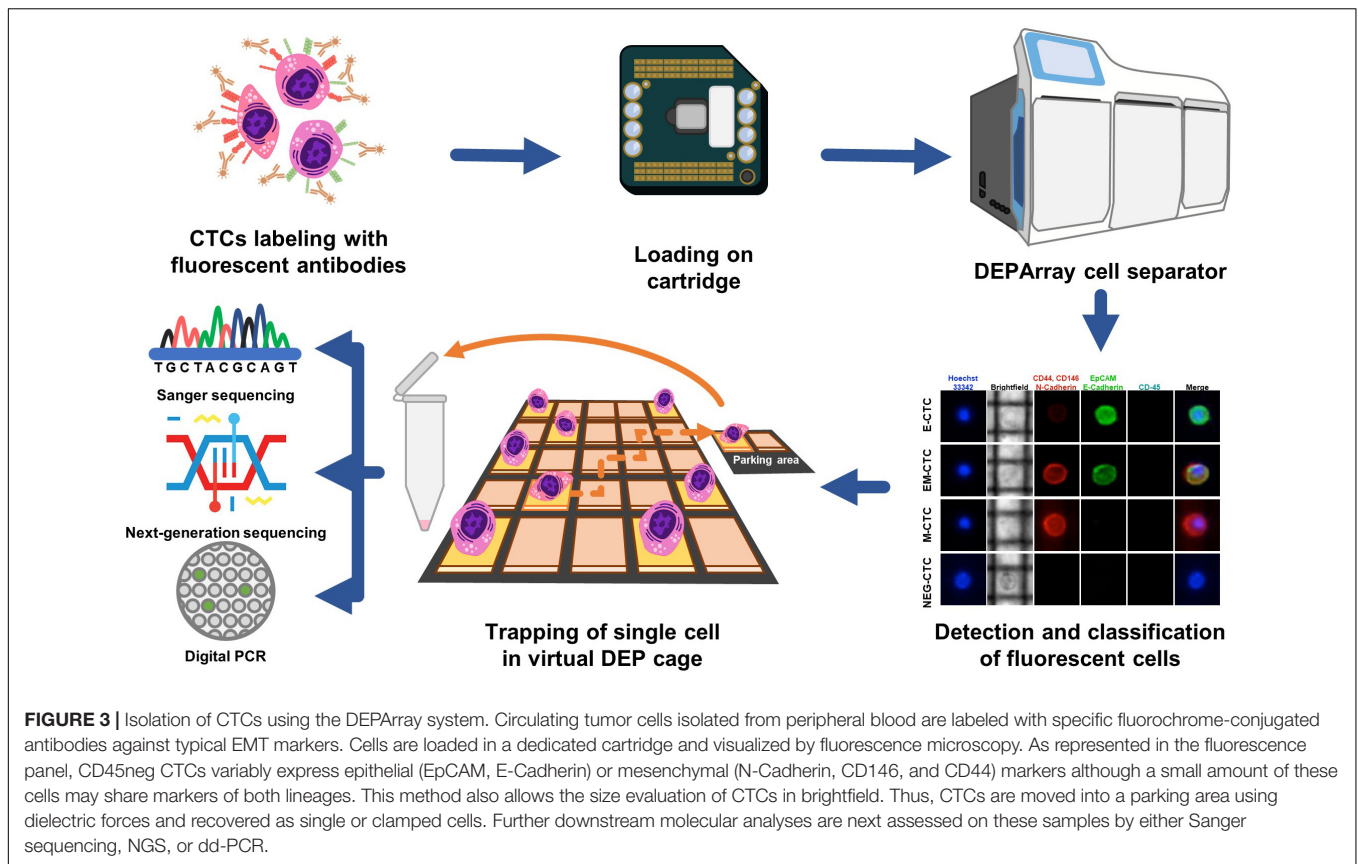 CTCs labeling with
fluorescent antibodies
Loading on
cartridge
DEPArray cell separator
TGCTACGCAGT
Sanger sequencing
Next-generation sequencing
Digital PCR
Parking area
Trapping of single cell
in virtual DEP cage
Hoechst
33342
Brightfield
CD44, CD146
N-Cadherin
EpCAM
E-Cadherin
CD-45
Merge
E-CTC
EM-CTC
M-CTC
NEG-CTC
Detection and classification
of fluorescent cells
FIGURE 3 | Isolation of CTCs using the DEPArray system. Circulating tumor cells isolated from peripheral blood are labeled with specific fluorochrome-conjugated
antibodies against typical EMT markers. Cells are loaded in a dedicated cartridge and visualized by fluorescence microscopy. As represented in the fluorescence
panel, CD45neg CTCs variably express epithelial (EpCAM, E-Cadherin) or mesenchymal (N-Cadherin, CD146, and CD44) markers although a small amount of these
cells may share markers of both lineages. This method also allows the size evaluation of CTCs in brightfield. Thus, CTCs are moved into a parking area using
dielectric forces and recovered as single or clamped cells. Further downstream molecular analyses are next assessed on these samples by either Sanger
sequencing, NGS, or dd-PCR.